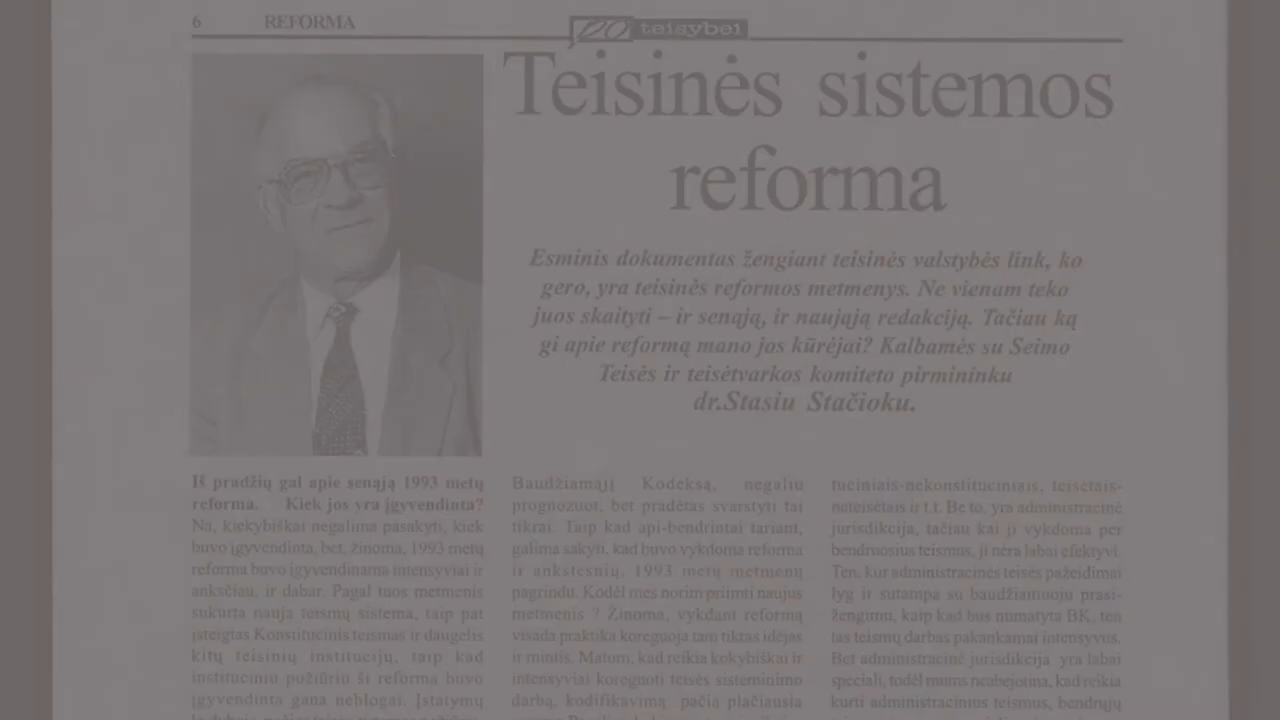 6 REFORMA
PO teisybei
Teisinės sistemos
reforma
Esminis dokumentas žengiant teisinės valstybės link, ko
gero, yra teisinės reformos metmenys. Ne vienam teko
juos skaityti – ir senąją, ir naująją redakciją. Tačiau ką
gi apie reformą mano jos kūrėjai? Kalbamės su Seimo
Teisės ir teisėtvarkos komiteto pirmininku
dr.Stasiu Stačioku.
Iš pradžių gal apie senąją 1993 metų
reforma. Kiek jos yra įgyvendinta?
Na, kiekybiškai negalima pasakyti, kiek
buvo įgyvendinta, bet, žinoma, 1993 metų
reforma buvo įgyvendinama intensyviai ir
anksčiau, ir dabar. Pagal tuos metmenis
sukurta nauja teismų sistema, taip pat
įsteigtas Konstitucinis teismas ir daugelis
kitų teisinių institucijų, taip kad
instituciniu požiūriu ši reforma buvo
įgyvendinta gana neblogai. Įstatymų
Baudžiamąjį Kodeksą, negaliu
prognozuot, bet pradėtas svarstyti tai
tikrai. Taip kad api-bendrintai tariant,
galima sakyti, kad buvo vykdoma reforma
ir ankstesnių, 1993 metų metmenų
pagrindu. Kodėl mes norim priimti naujus
metmenis ? Žinoma, vykdant reformą
visada praktika koreguoja tam tikras idėjas
ir mintis. Matom, kad reikia kokybiškai ir
intensyviai koreguoti teisės sisteminimo
darbą, kodifikavimą pačią plačiausia
tuciniais-nekonstituciniais, teisėtais-
neteisėtais ir t.t. Be to, yra administracinė
jurisdikcija, tačiau kai ji vykdoma per
bendruosius teismus, ji nėra labai efektyvi.
Ten, kur administracinės teisės pažeidimai
lyg ir sutampa su baudžiamuoju prasi-
žengimu, kaip kad bus numatyta BK, ten
tas teismų darbas pakankamai intensyvus.
Bet administracinė jurisdikcija yra labai
speciali, todėl mums neabejotina, kad reikia
kurti administracinius teismus, bendrųjų